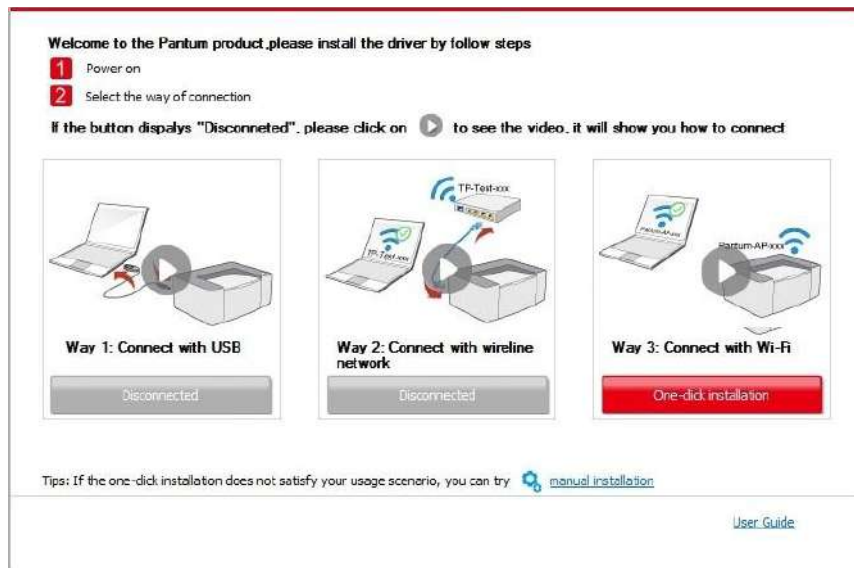 Welcome to the Pantum product,please install the driver by follow steps
1 Power on
2 Select the way of connection
If the button dispalys "Disconneted", please click on to see the video, it will show you how to connect
TP-Test-xxx
TP-Test-xxx
Pantum-AP-xxx
Pantum-AP-xxx
Way 1: Connect with USB
Way 2: Connect with wireline
network
Way 3: Connect with Wi-Fi
Disconnected
Disconnected
One-click installation
Tips: If the one-click installation does not satisfy your usage scenario, you can try manual installation
User Guide